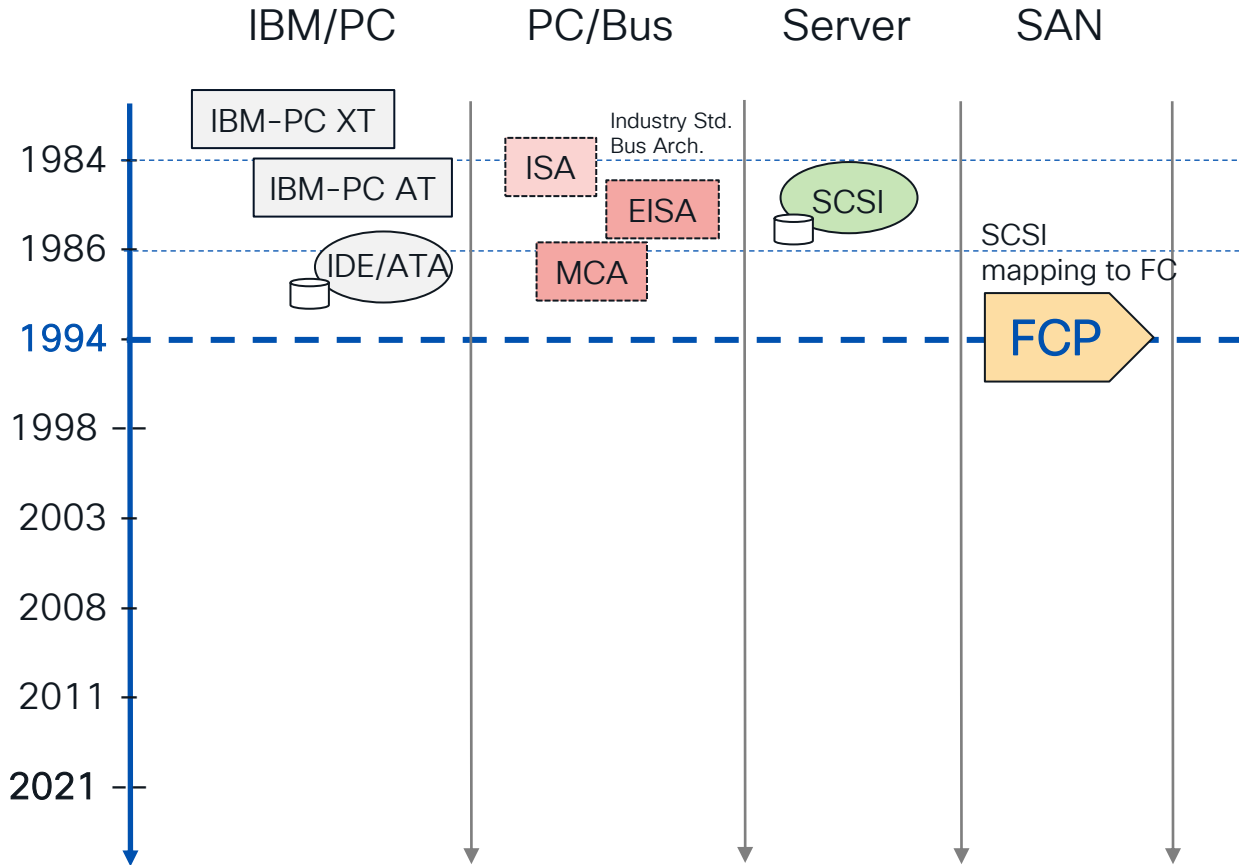 IBM/PC
PC/Bus
Server
SAN
IBM-PC XT
Industry Std.
Bus Arch.
1984
ISA
IBM-PC AT
EISA
SCSI
1986
SCSI
mapping to FC
IDE/ATA
MCA
1994
FCP
1998
2003
2008
2011
2021